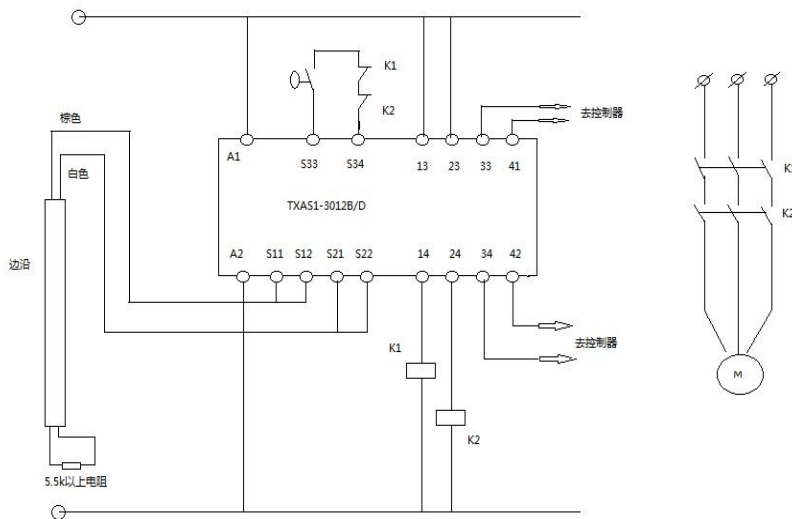 K1
K2
去控制器
棕色
白色
A1
S33
S34
13
23
33
41
TXAS1-3012B/D
边沿
A2
S11
S12
S21
S22
14
24
34
42
K1
K2
去控制器
5.5k以上电阻
K1
K2
M